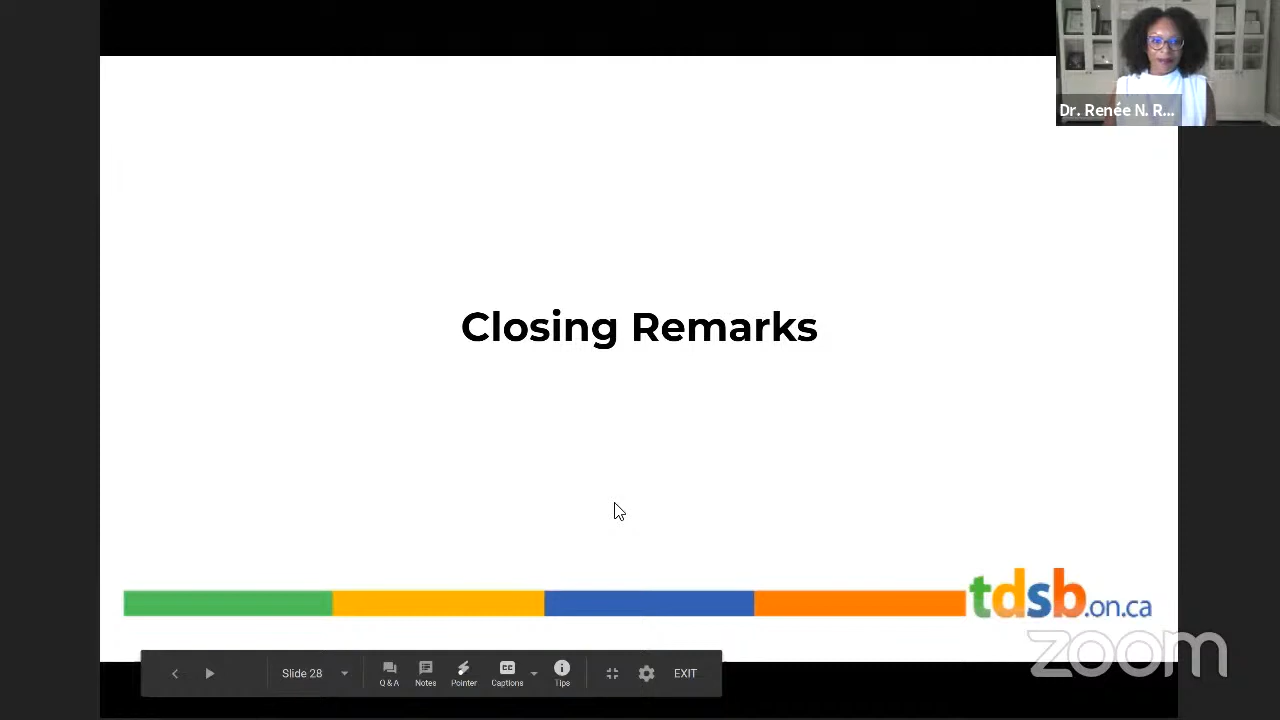 Dr. Renée N. R...
Closing Remarks
tdsb.on.ca
zoom
Slide 28
Q & A
Notes
Pointer
Captions
Tips
EXIT